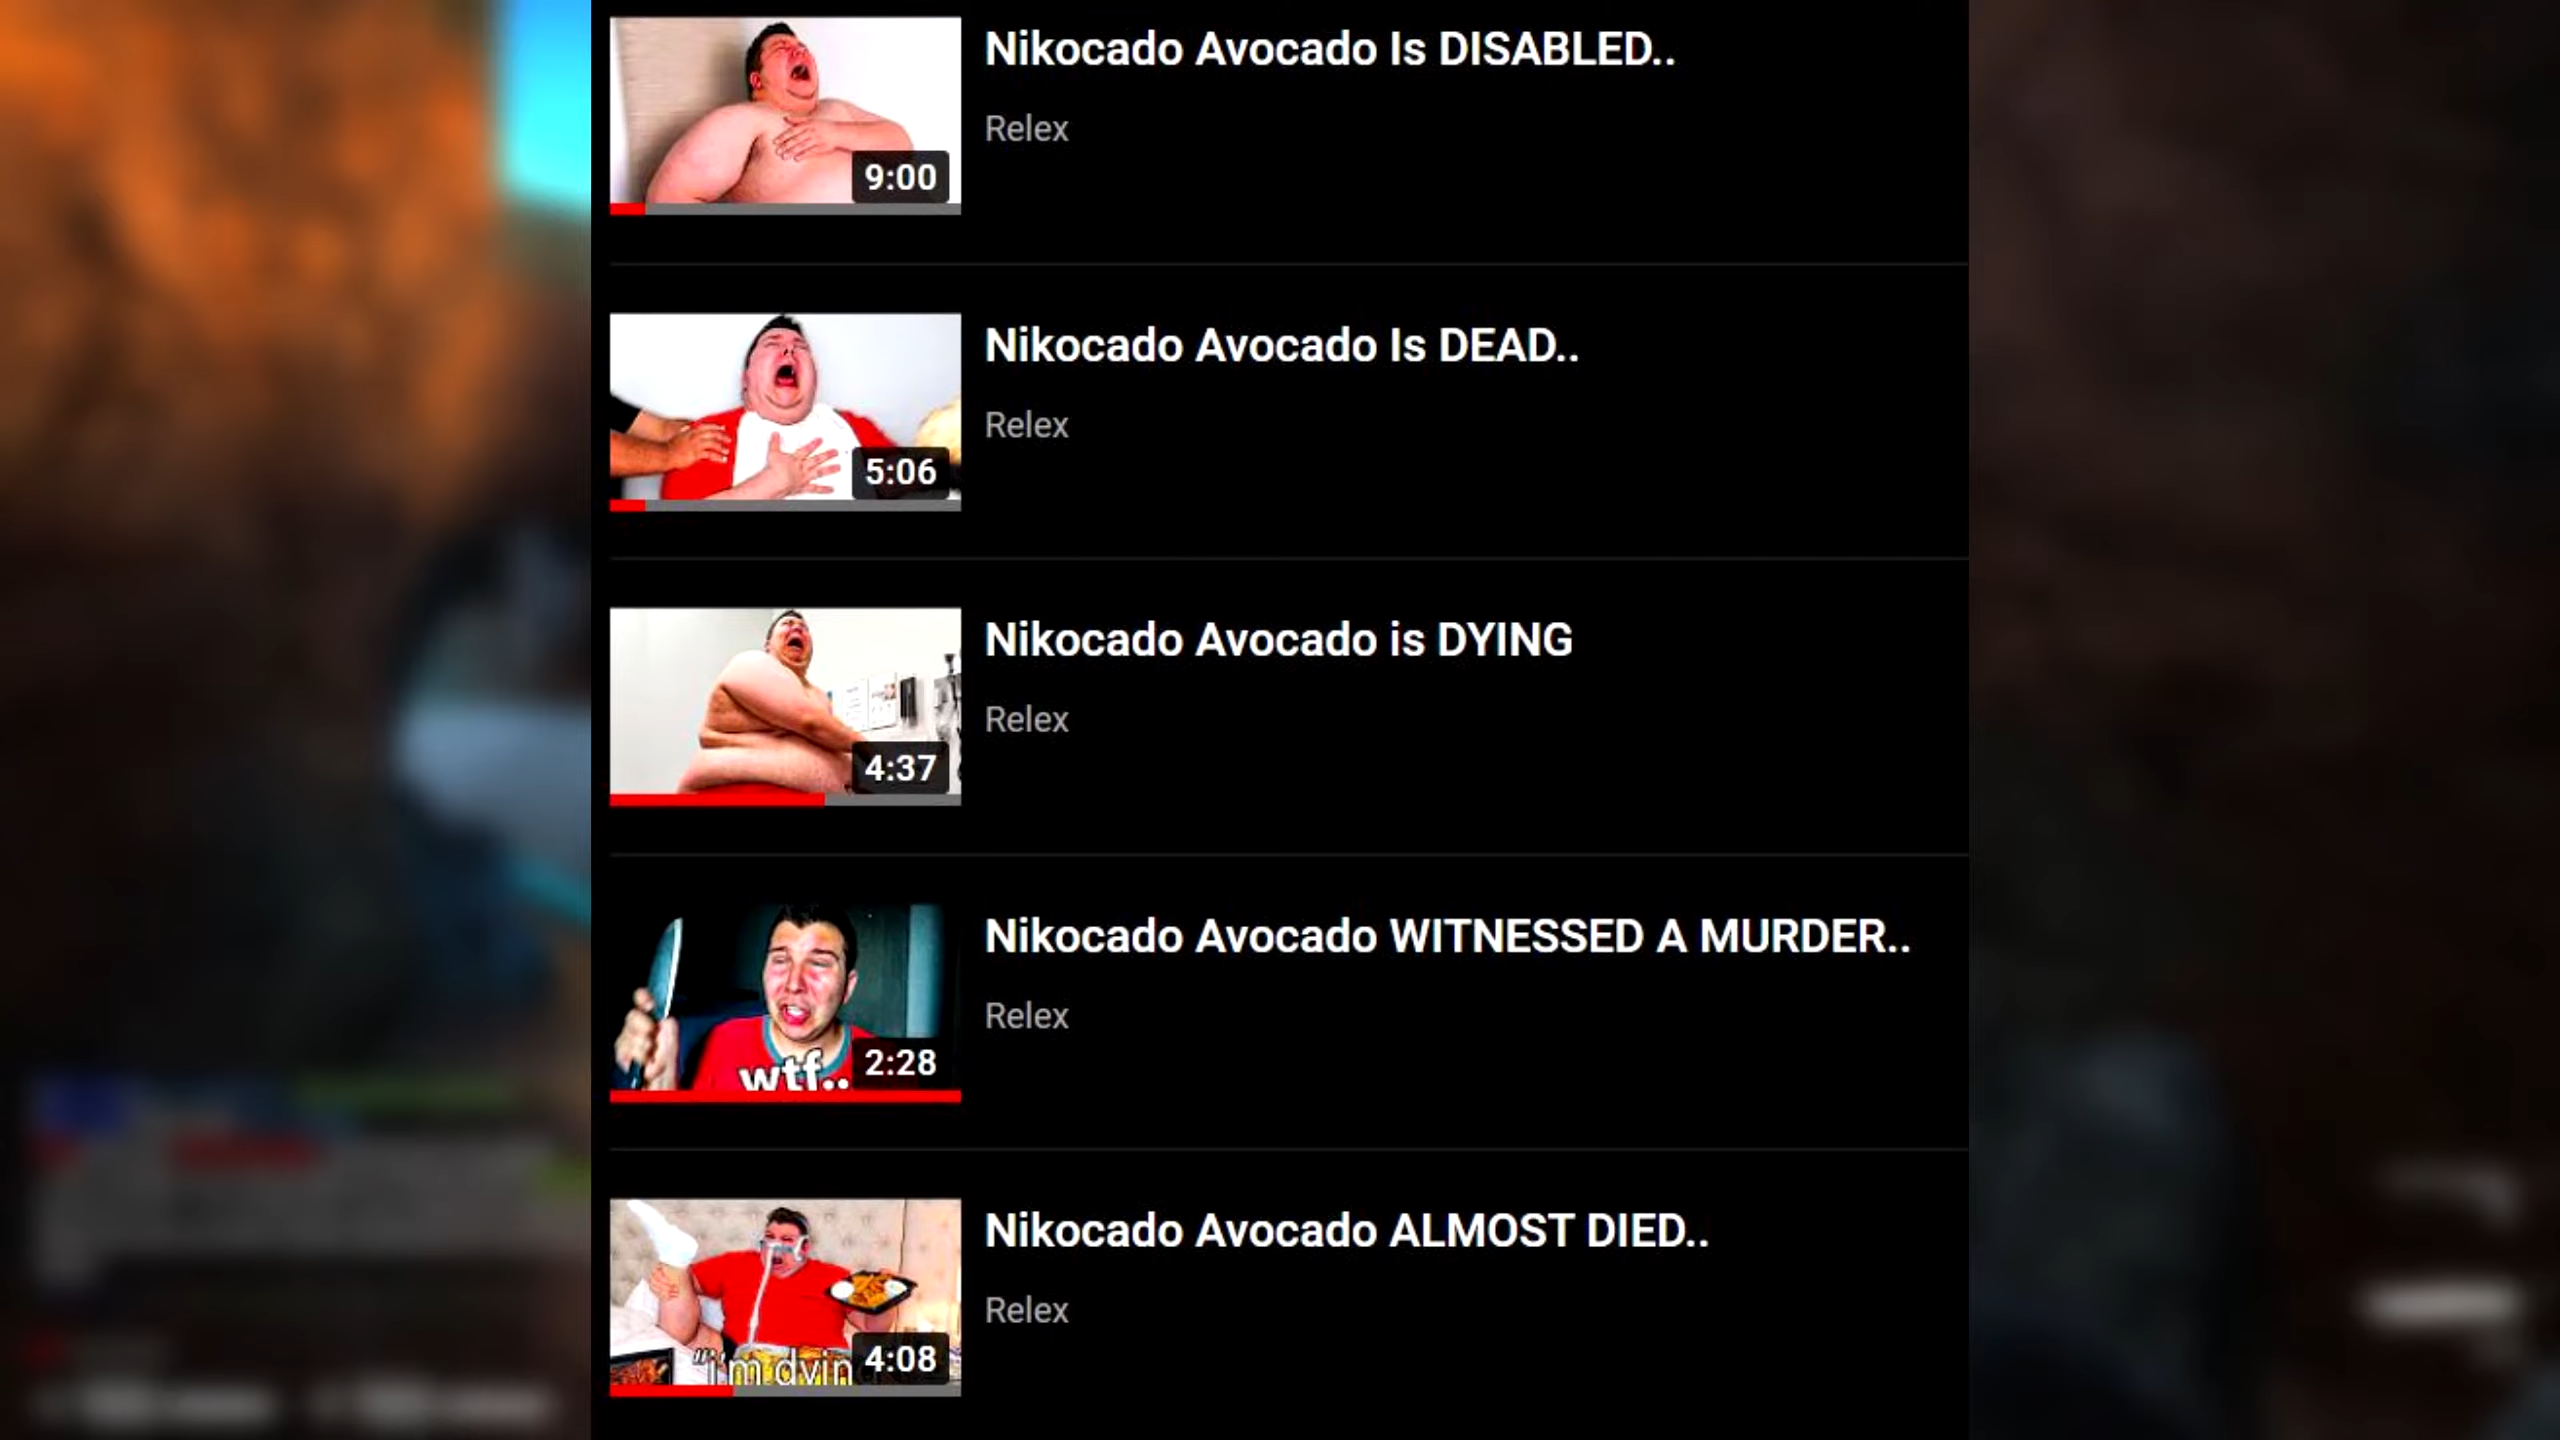 Nikocado Avocado Is DISABLED..
Relex
9:00
Nikocado Avocado Is DEAD..
Relex
5:06
Nikocado Avocado is DYING
Relex
4:37
Nikocado Avocado WITNESSED A MURDER..
Relex
wtf..
2:28
Nikocado Avocado ALMOST DIED..
Relex
"i'm dyin
4:08